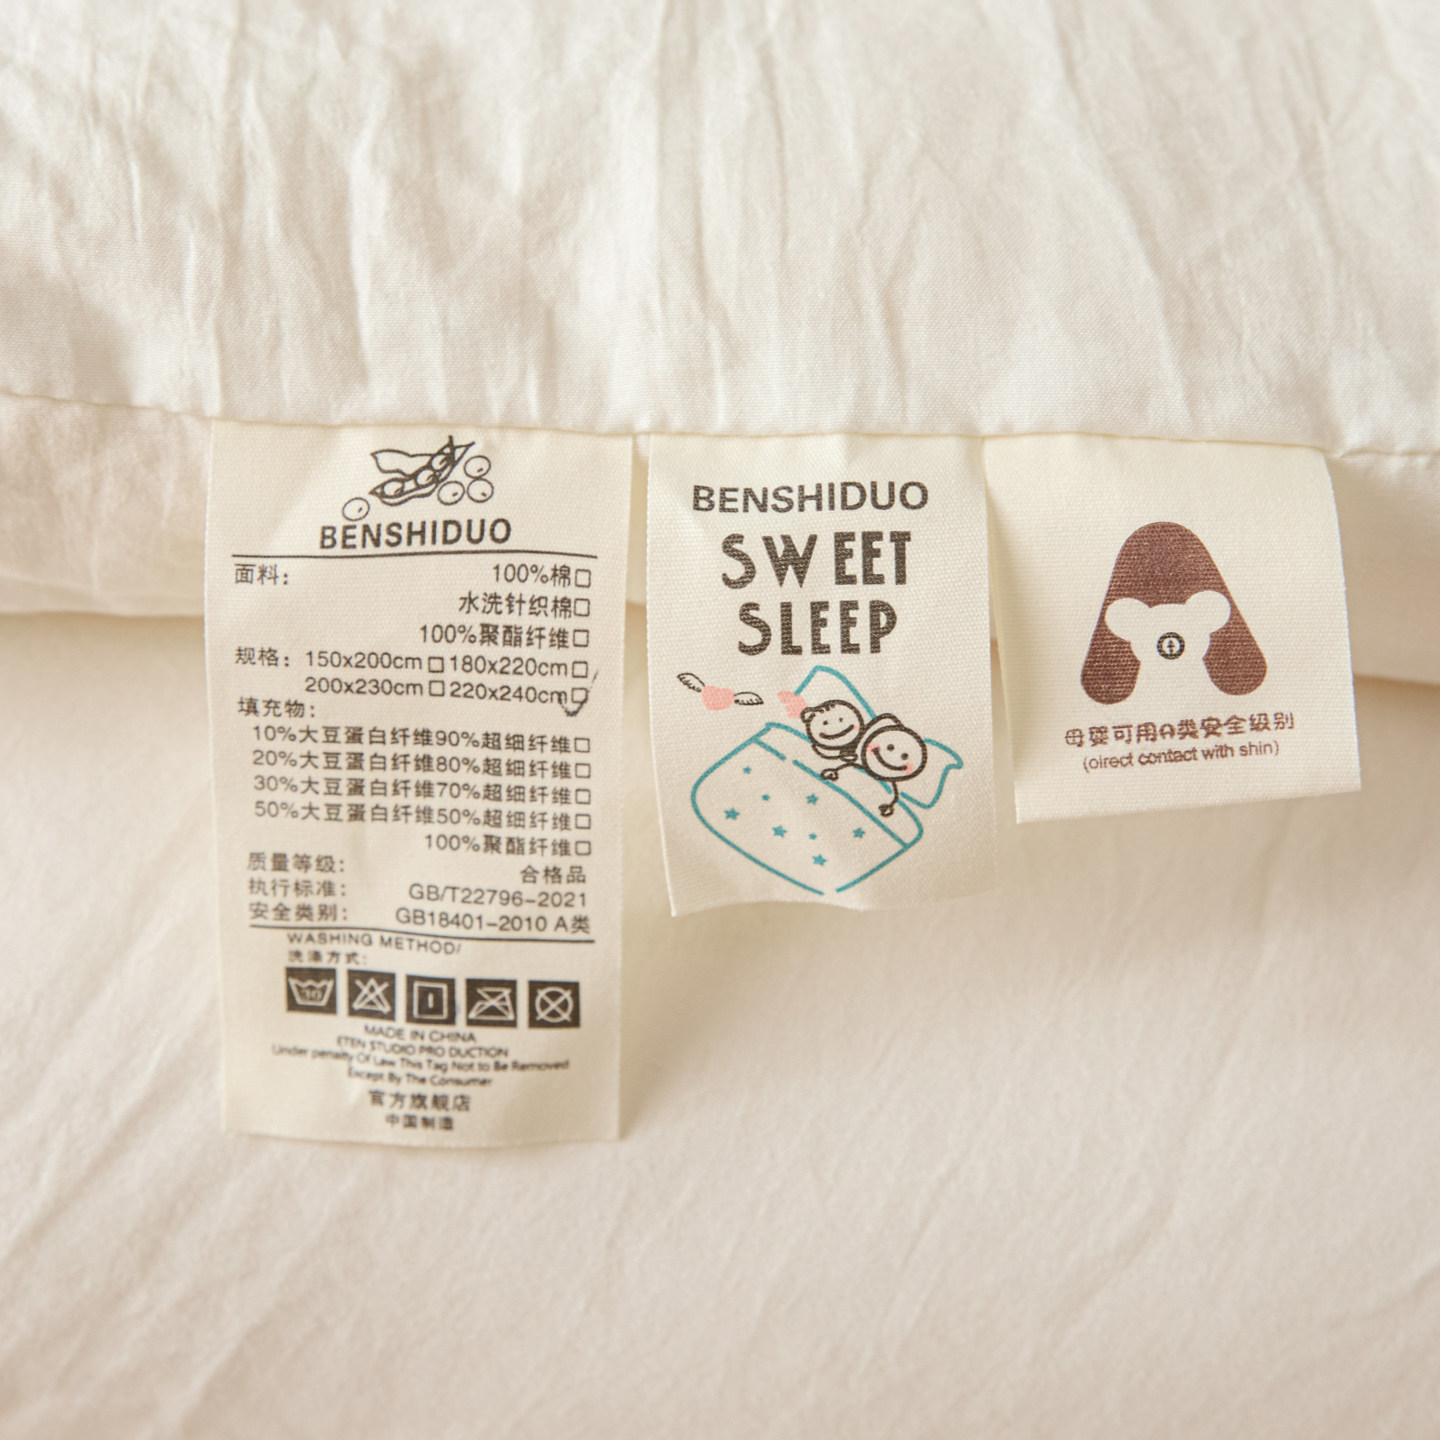 BENSHIDUO
面料： 100%棉□
水洗针织棉□
100%聚酯纤维□
规格： 150x200cm□180x220cm□
200x230cm□220x240cm□
填充物：
10%大豆蛋白纤维90%超细纤维□
20%大豆蛋白纤维80%超细纤维□
30%大豆蛋白纤维70%超细纤维□
50%大豆蛋白纤维50%超细纤维□
100%聚酯纤维□
质量等级： 合格品
执行标准： GB/T22796-2021
安全类别： GB18401-2010 A类
WASHING METHOD/
洗涤方式:
30
MADE IN CHINA
ETEN STUDIO PRO DUCTION
Under penalty Of Law This Tag Not to Be Removed
Except By The Consumer
官方旗舰店
中国制造
BENSHIDUO
SWEET
SLEEP
母婴可用A类安全级别
(oirect contact with shin)